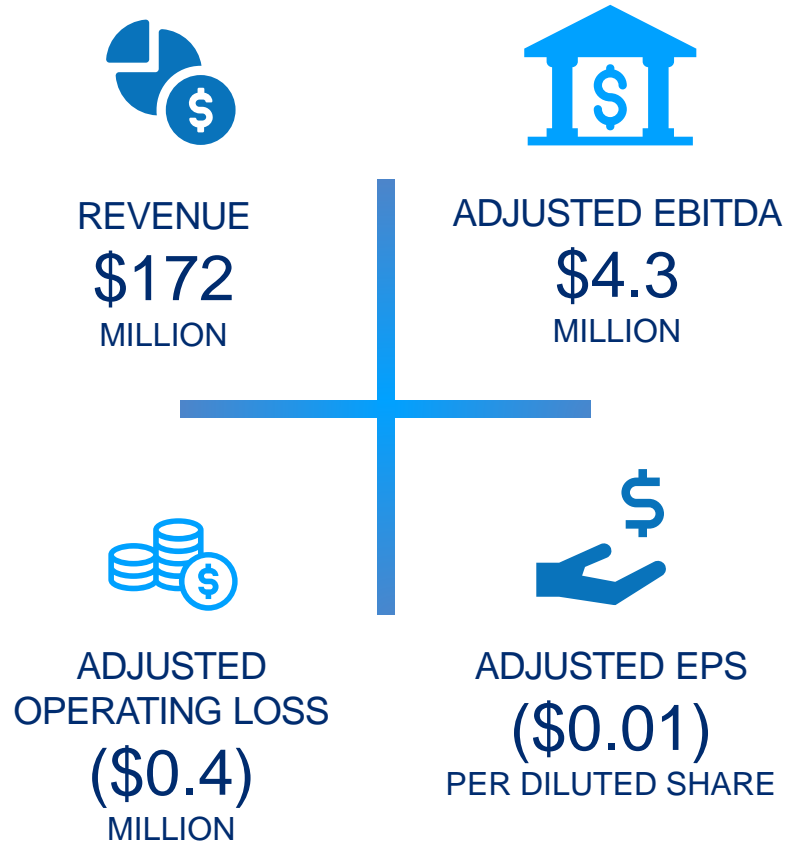 REVENUE
$172
MILLION
ADJUSTED EBITDA
$4.3
MILLION
ADJUSTED
OPERATING LOSS
($0.4)
MILLION
ADJUSTED EPS
($0.01)
PER DILUTED SHARE